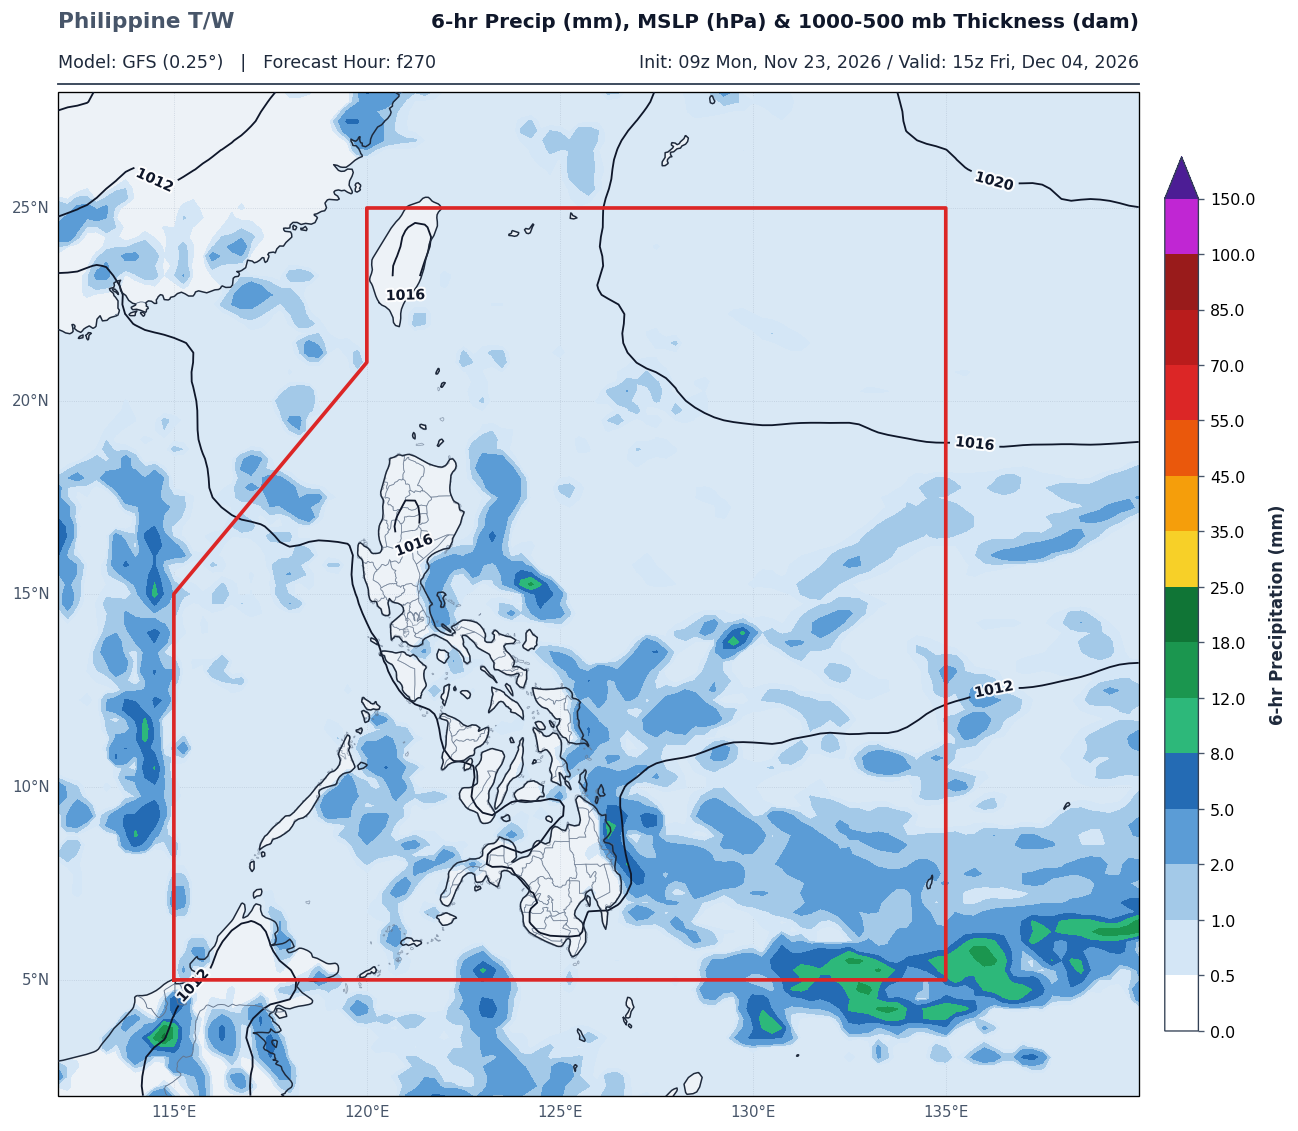 Philippine T/W
6-hr Precip (mm), MSLP (hPa) & 1000-500 mb Thickness (dam)
Model: GFS (0.25°)   |   Forecast Hour: f270
Init: 09z Mon, Nov 23, 2026 / Valid: 15z Fri, Dec 04, 2026
1012
1020
1016
1016
1016
1012
1012
25°N
20°N
15°N
10°N
5°N
115°E
120°E
125°E
130°E
135°E
150.0
100.0
85.0
70.0
55.0
45.0
35.0
25.0
18.0
12.0
8.0
5.0
2.0
1.0
0.5
0.0
6-hr Precipitation (mm)